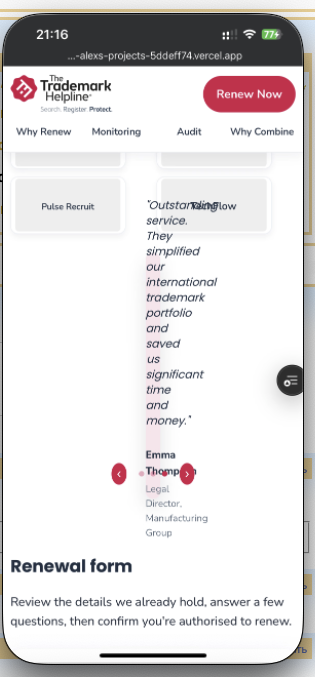 21:16
77
...-alexs-projects-5ddeff74.vercel.app
The
Trademark
Helpline
Search. Register. Protect.
Renew Now
Why Renew
Monitoring
Audit
Why Combine
Pulse Recruit
TechFlow
"Outstanding
service.
They
simplified
our
international
trademark
portfolio
and
saved
us
significant
time
and
money."
Emma
Thompson
Legal
Director,
Manufacturing
Group
Renewal form
Review the details we already hold, answer a few
questions, then confirm you're authorised to renew.